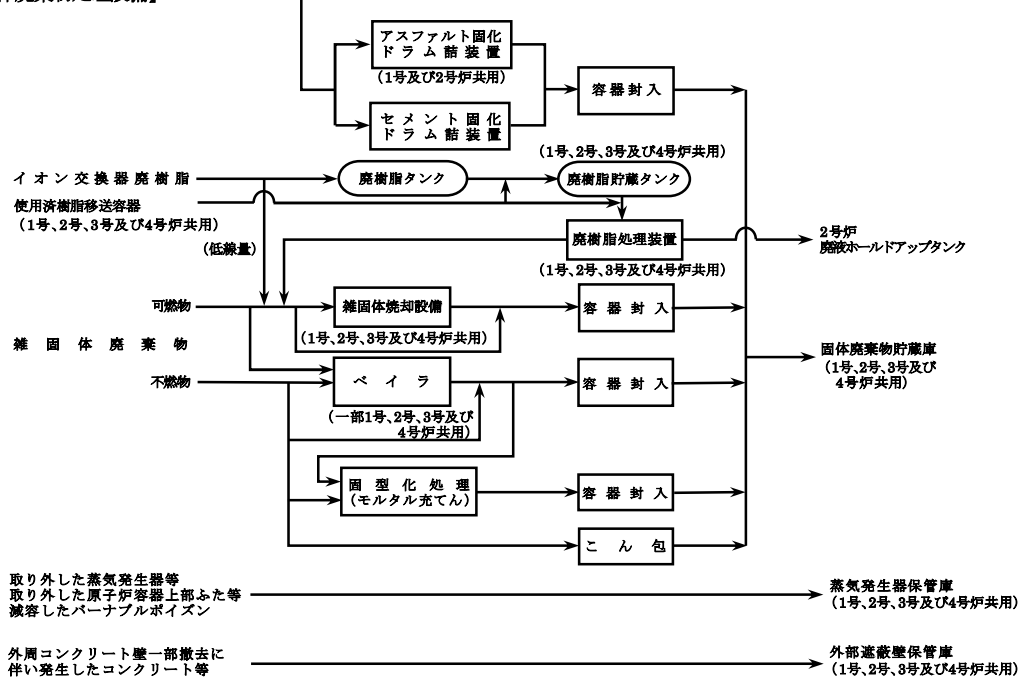 アスファルト固化
ドラム詰装置
(1号及び2号炉共用)
容器封入
セメント固化
ドラム詰装置
(1号、2号、3号及び4号炉共用)
イオン交換器廃樹脂
廃樹脂タンク
廃樹脂貯蔵タンク
使用済樹脂移送容器
(1号、2号、3号及び4号炉共用)
(低線量)
廃樹脂処理装置
2号炉
廃液ホールドアップタンク
(1号、2号、3号及び4号炉共用)
可燃物
雑固体焼却設備
容器封入
(1号、2号、3号及び4号炉共用)
雑固体廃棄物
固体廃棄物貯蔵庫
(1号、2号、3号及び
4号炉共用)
不燃物
ベイラ
容器封入
(一部1号、2号、3号及び
4号炉共用)
固型化処理
(モルタル充てん)
容器封入
こん包
取り外した蒸気発生器等
取り外した原子炉容器上部ふた等
減容したバーナブルポイズン
蒸気発生器保管庫
(1号、2号、3号及び4号炉共用)
外周コンクリート壁一部撤去に
伴い発生したコンクリート等
外部遮蔽壁保管庫
(1号、2号、3号及び4号炉共用)